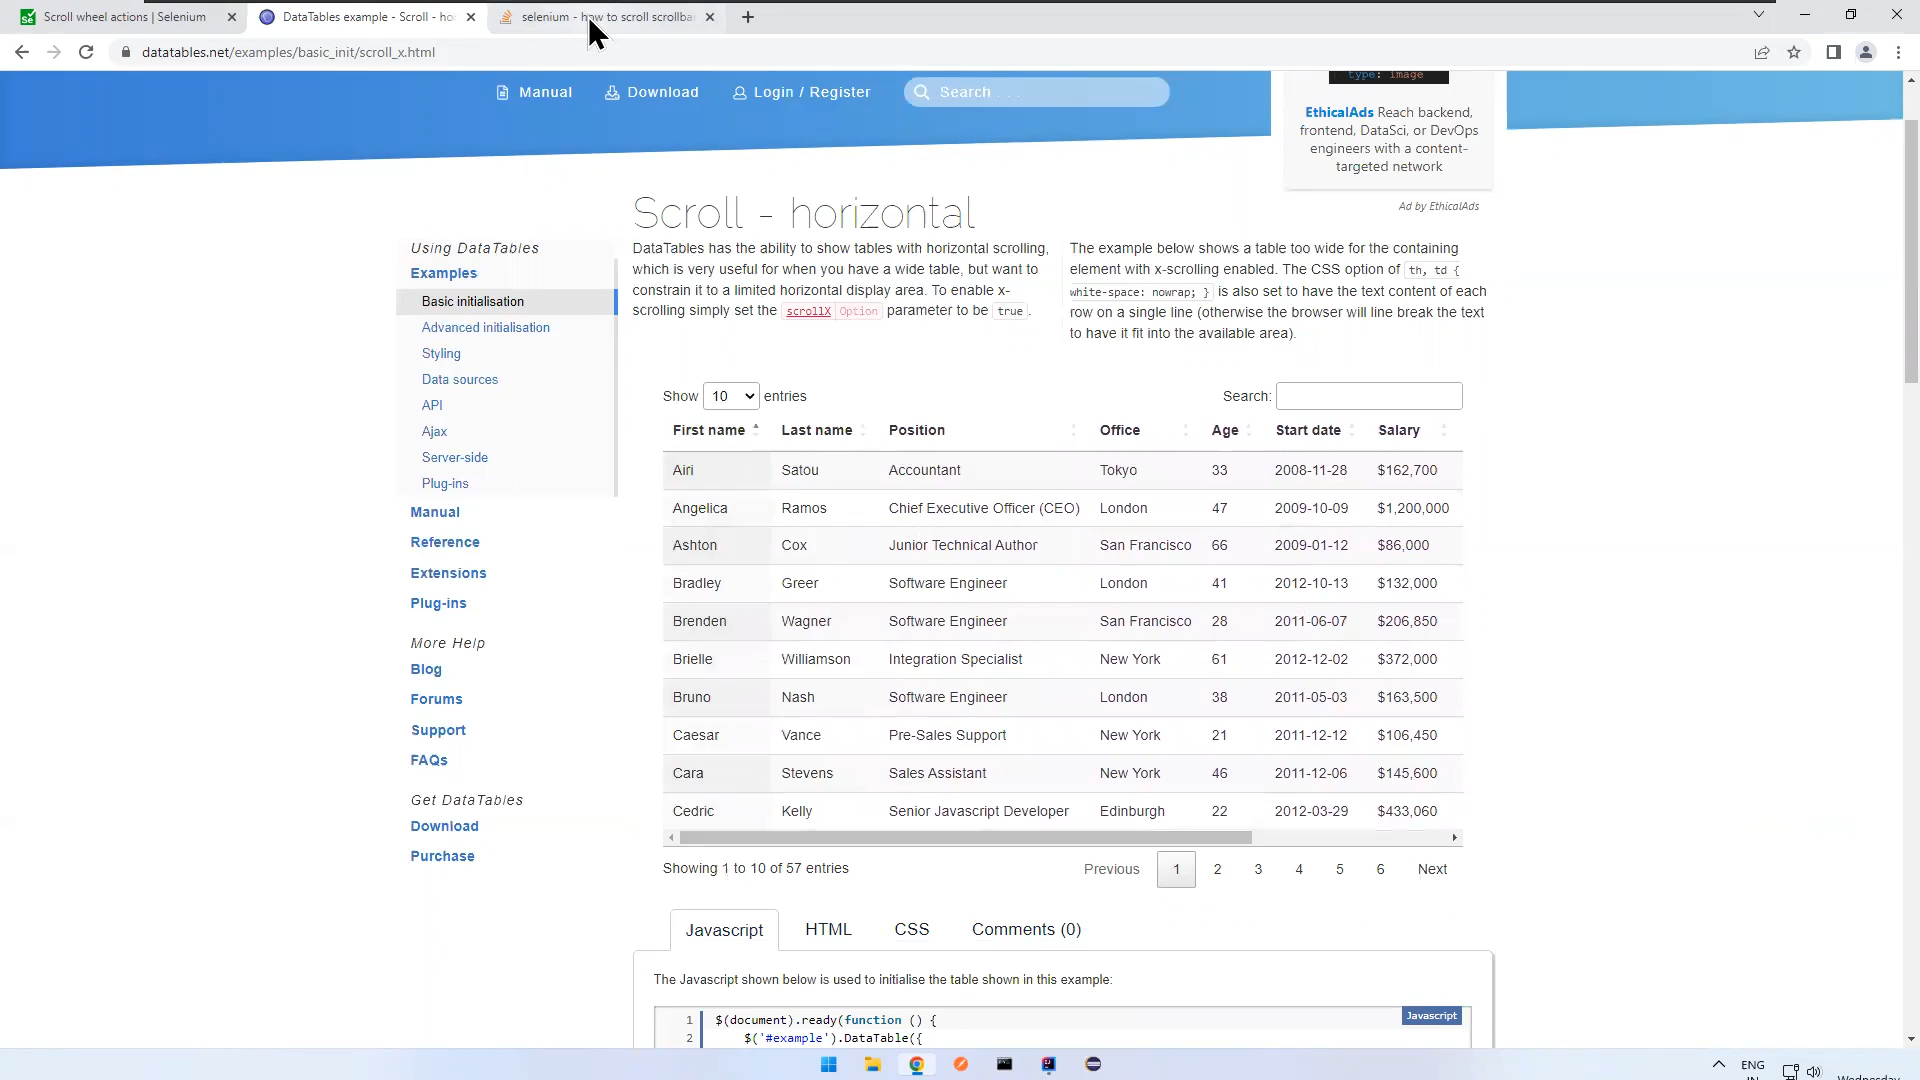 Scroll wheel actions | Selenium
DataTables example - Scroll - ho
selenium - how to scroll scrollba
datatables.net/examples/basic_init/scroll_x.html
Manual
Download
Login / Register
Search . . .
type: image
EthicalAds Reach backend,
frontend, DataSci, or DevOps
engineers with a content-
targeted network
Ad by EthicalAds
Scroll - horizontal
Using DataTables
Examples
Basic initialisation
Advanced initialisation
Styling
Data sources
API
Ajax
Server-side
Plug-ins
Manual
Reference
Extensions
Plug-ins
More Help
Blog
Forums
Support
FAQs
Get DataTables
Download
Purchase
DataTables has the ability to show tables with horizontal scrolling,
which is very useful for when you have a wide table, but want to
constrain it to a limited horizontal display area. To enable x-
scrolling simply set the scrollX Option parameter to be true .
The example below shows a table too wide for the containing
element with x-scrolling enabled. The CSS option of th, td {
white-space: nowrap; } is also set to have the text content of each
row on a single line (otherwise the browser will line break the text
to have it fit into the available area).
Show 10 entries
Search:
First name Last name Position Office Age Start date Salary
Airi Satou Accountant Tokyo 33 2008-11-28 $162,700
Angelica Ramos Chief Executive Officer (CEO) London 47 2009-10-09 $1,200,000
Ashton Cox Junior Technical Author San Francisco 66 2009-01-12 $86,000
Bradley Greer Software Engineer London 41 2012-10-13 $132,000
Brenden Wagner Software Engineer San Francisco 28 2011-06-07 $206,850
Brielle Williamson Integration Specialist New York 61 2012-12-02 $372,000
Bruno Nash Software Engineer London 38 2011-05-03 $163,500
Caesar Vance Pre-Sales Support New York 21 2011-12-12 $106,450
Cara Stevens Sales Assistant New York 46 2011-12-06 $145,600
Cedric Kelly Senior Javascript Developer Edinburgh 22 2012-03-29 $433,060
Showing 1 to 10 of 57 entries
Previous 1 2 3 4 5 6 Next
Javascript HTML CSS Comments (0)
The Javascript shown below is used to initialise the table shown in this example:
Javascript
1 $(document).ready(function () {
2 $('#example').DataTable({
ENG
IN
Wednesday